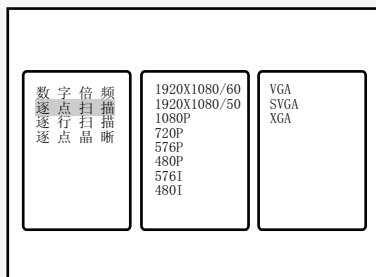 数字倍频
逐点扫描
逐行扫描
逐点晶晰
1920X1080/60
1920X1080/50
1080P
720P
576P
480P
576I
480I
VGA
SVGA
XGA